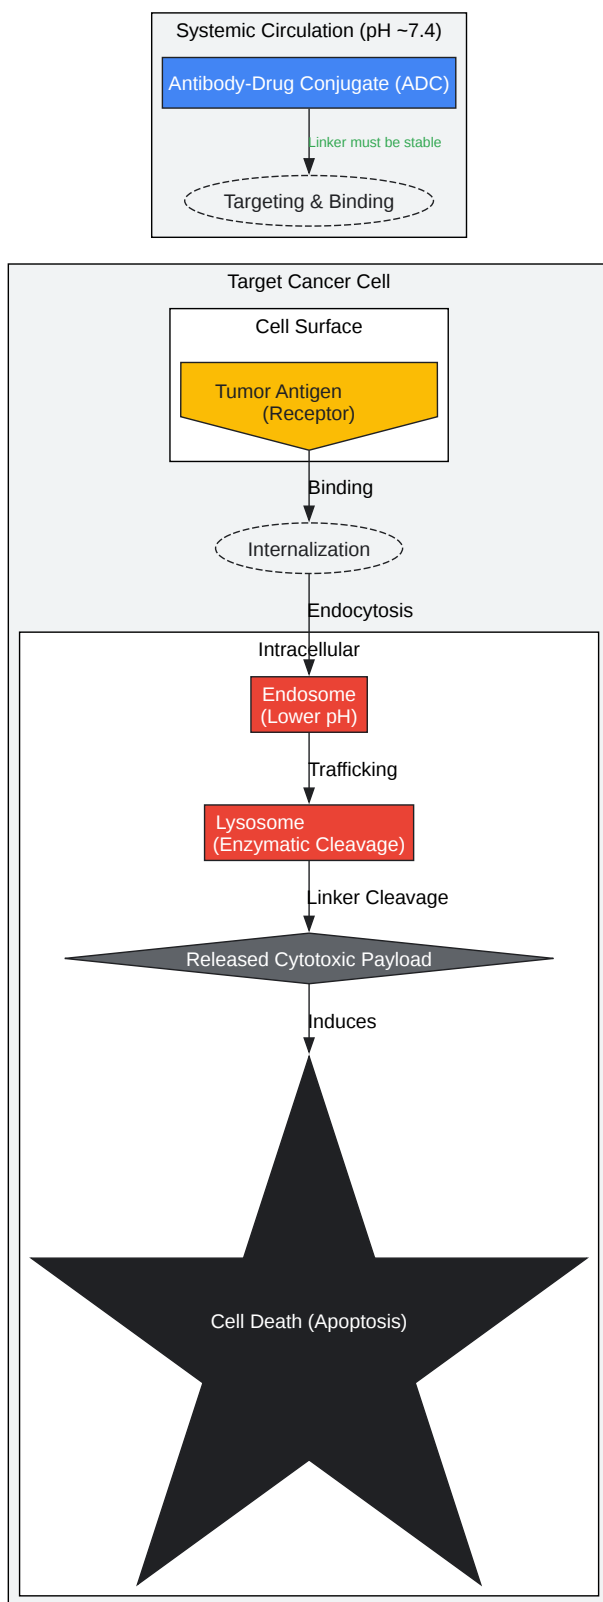 Systemic Circulation (pH ~7.4)
Antibody-Drug Conjugate (ADC)
Linker must be stable
Targeting & Binding
Target Cancer Cell
Cell Surface
Tumor Antigen
(Receptor)
Binding
Internalization
Endocytosis
Intracellular
Endosome
(Lower pH)
Trafficking
Lysosome
(Enzymatic Cleavage)
Linker Cleavage
Released Cytotoxic Payload
Induces
Cell Death (Apoptosis)